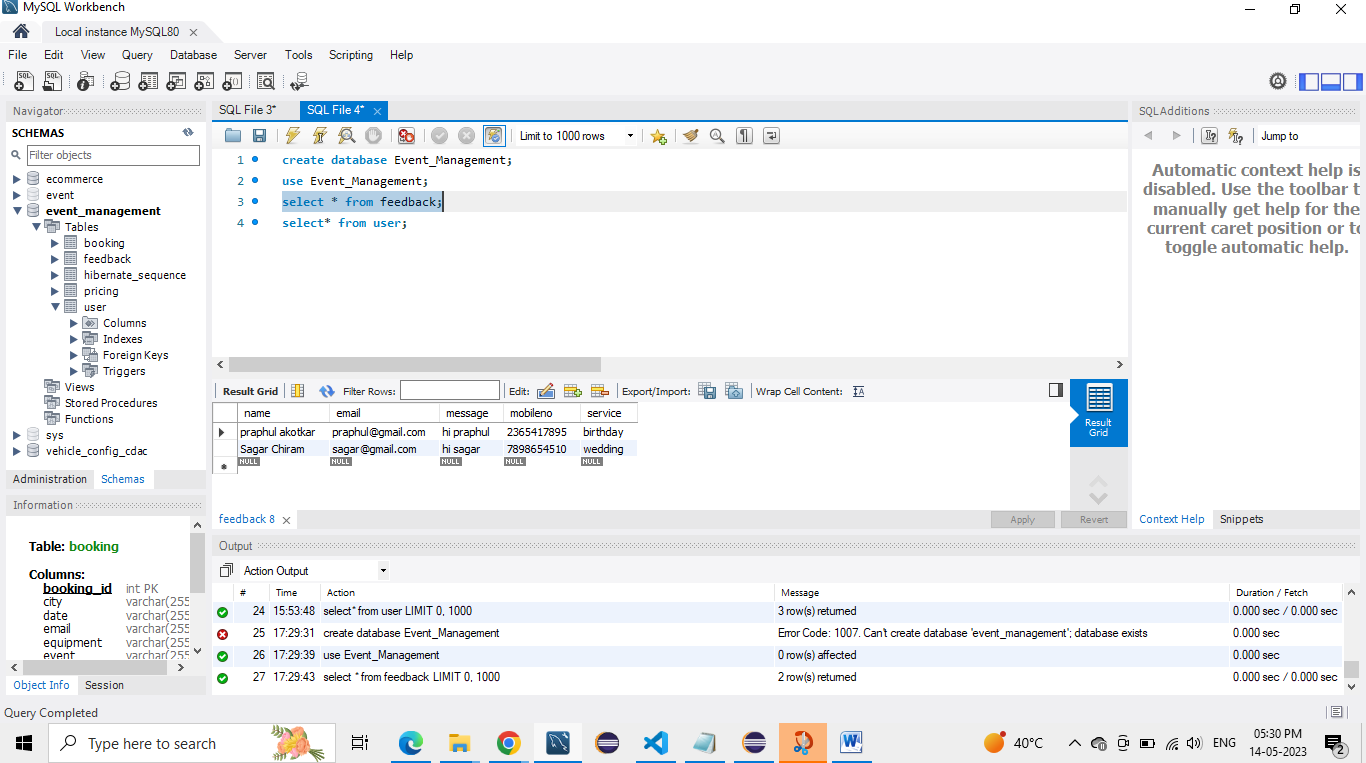 MySQL Workbench
Local instance MySQL80
File Edit View Query Database Server Tools Scripting Help
Navigator
SCHEMAS
Filter objects
ecommerce
event
event_management
Tables
booking
feedback
hibernate_sequence
pricing
user
Columns
Indexes
Foreign Keys
Triggers
Views
Stored Procedures
Functions
sys
vehicle_config_cdac
Administration Schemas
Information
Table: booking
Columns:
booking_id int PK
city varchar(255
date varchar(255
email varchar(255
equipment varchar(255
event varchar(255
Object Info Session
SQL File 3* SQL File 4*
Limit to 1000 rows
1 create database Event_Management;
2 use Event_Management;
3 select * from feedback;
4 select* from user;
Result Grid Filter Rows: Edit: Export/Import: Wrap Cell Content:
name email message mobileno service
praphul akotkar praphul@gmail.com hi praphul 2365417895 birthday
Sagar Chiram sagar@gmail.com hi sagar 7898654510 wedding
NULL NULL NULL NULL NULL
Result
Grid
feedback 8
Apply Revert
SQLAdditions
Jump to
Automatic context help is
disabled. Use the toolbar t
manually get help for the
current caret position or to
toggle automatic help.
Context Help Snippets
Output
Action Output
# Time Action Message Duration / Fetch
24 15:53:48 select* from user LIMIT 0, 1000 3 row(s) returned 0.000 sec / 0.000 sec
25 17:29:31 create database Event_Management Error Code: 1007. Can't create database 'event_management'; database exists 0.000 sec
26 17:29:39 use Event_Management 0 row(s) affected 0.000 sec
27 17:29:43 select * from feedback LIMIT 0, 1000 2 row(s) returned 0.000 sec / 0.000 sec
Query Completed
Type here to search
40°C
ENG
05:30 PM
14-05-2023
2